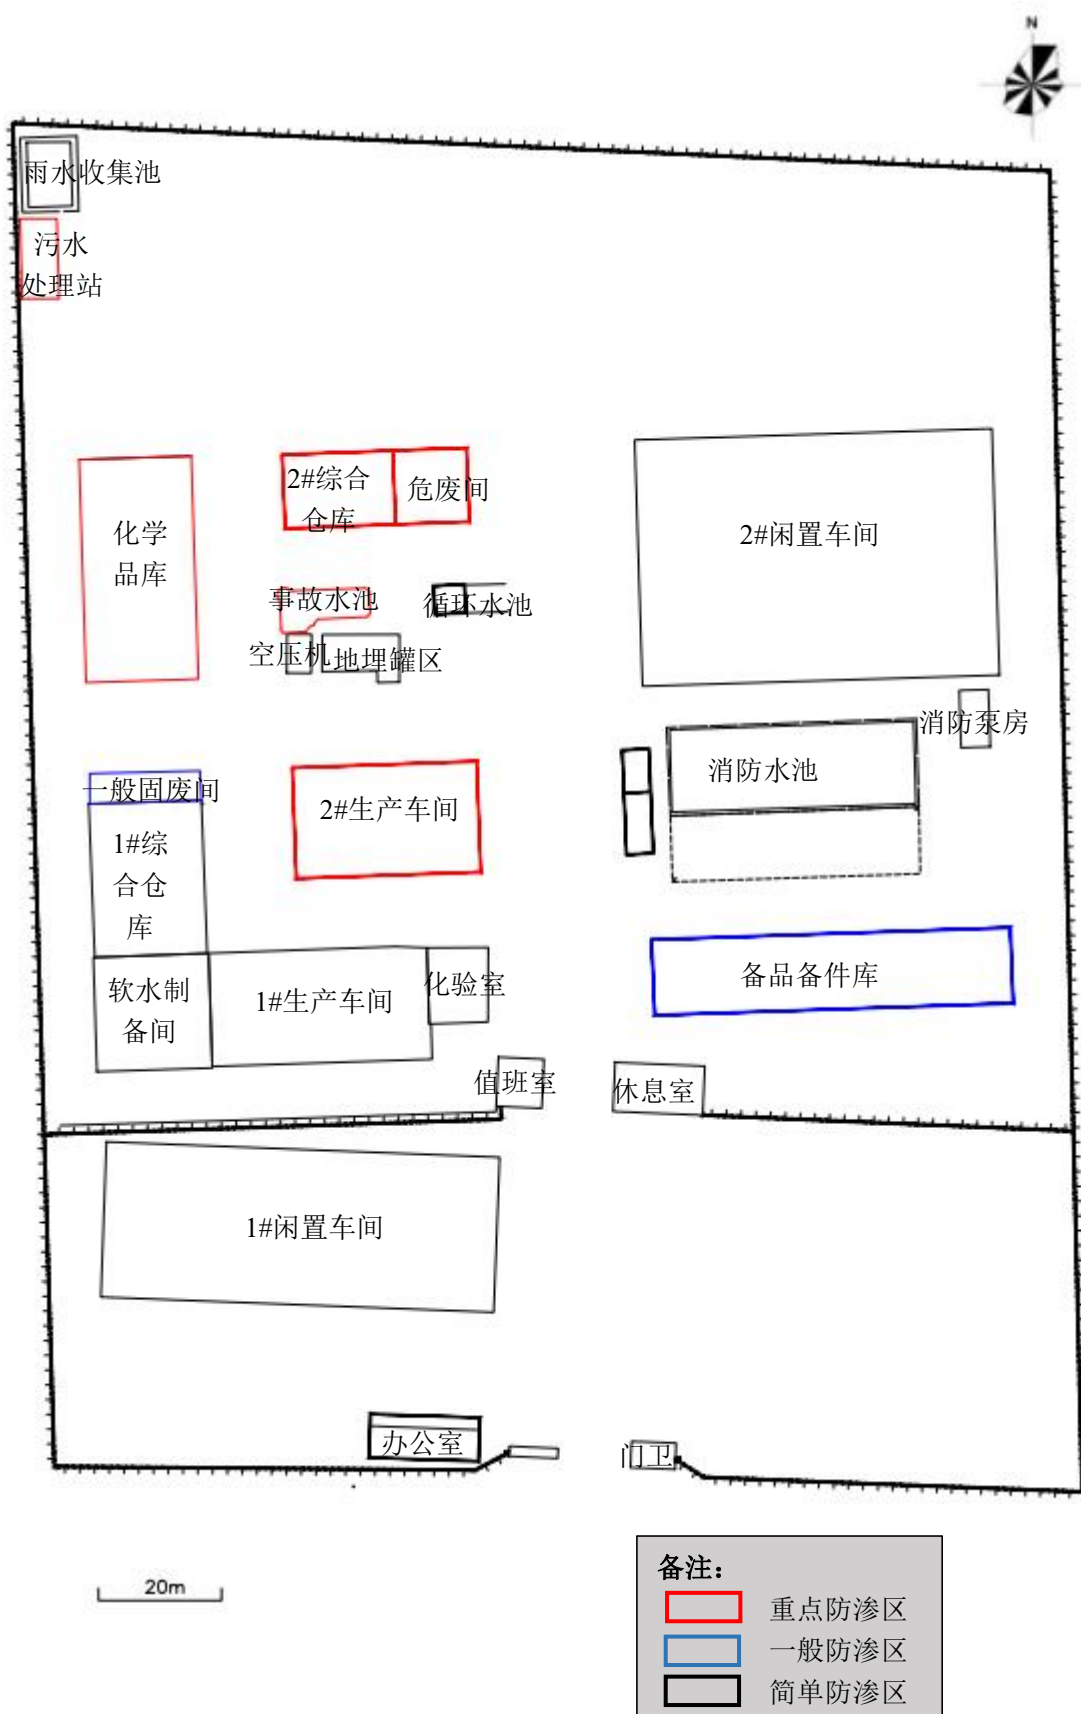 N
雨水收集池
污水
处理站
2#综合
仓库
危废间
化学
品库
2#闲置车间
事故水池
循环水池
空压机
地埋罐区
消防泵房
消防水池
一般固废间
2#生产车间
1#综
合仓
库
备品备件库
软水制
备间
1#生产车间
化验室
值班室
休息室
1#闲置车间
办公室
门卫
20m
备注：
重点防渗区
一般防渗区
简单防渗区